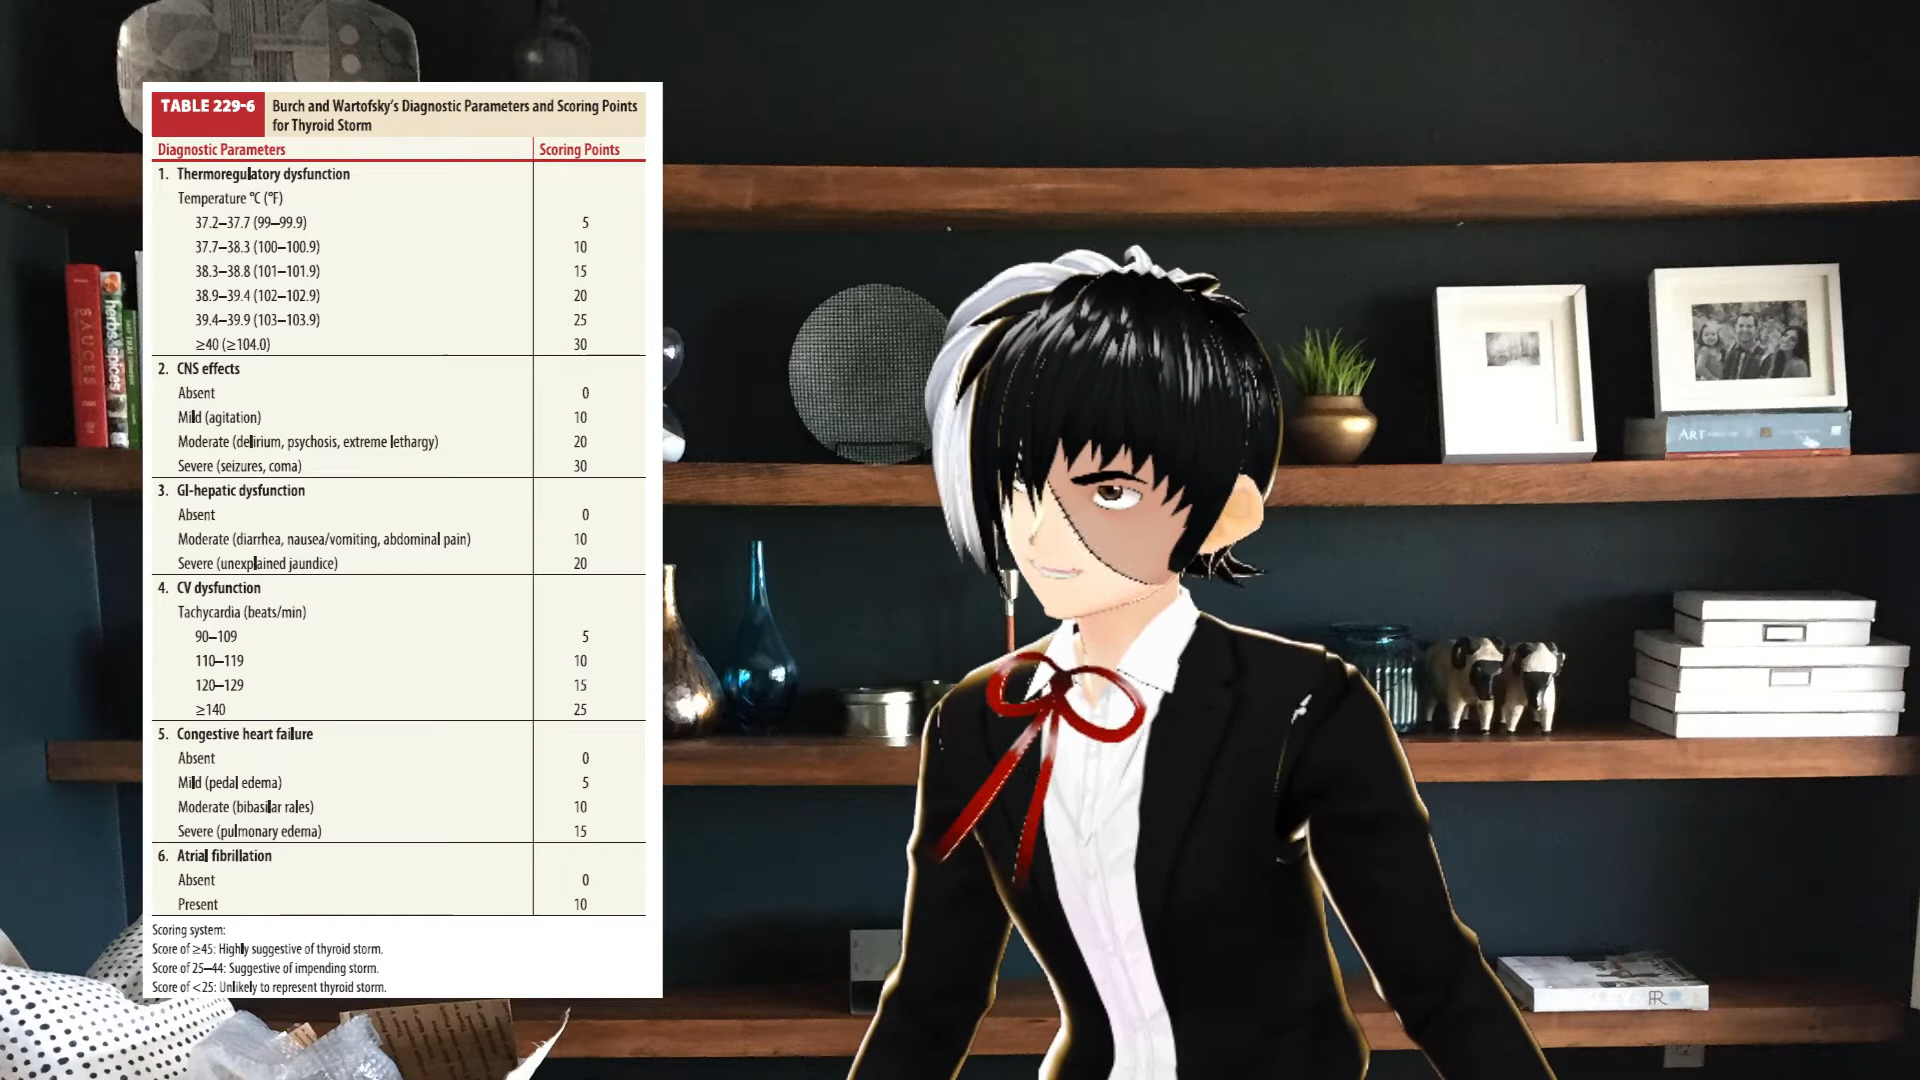 TABLE 229-6 Burch and Wartofsky's Diagnostic Parameters and Scoring Points
for Thyroid Storm
Diagnostic Parameters Scoring Points
1. Thermoregulatory dysfunction
Temperature °C (°F)
37.2–37.7 (99–99.9) 5
37.7–38.3 (100–100.9) 10
38.3–38.8 (101–101.9) 15
38.9–39.4 (102–102.9) 20
39.4–39.9 (103–103.9) 25
≥40 (≥104.0) 30
2. CNS effects
Absent 0
Mild (agitation) 10
Moderate (delirium, psychosis, extreme lethargy) 20
Severe (seizures, coma) 30
3. GI-hepatic dysfunction
Absent 0
Moderate (diarrhea, nausea/vomiting, abdominal pain) 10
Severe (unexplained jaundice) 20
4. CV dysfunction
Tachycardia (beats/min)
90–109 5
110–119 10
120–129 15
≥140 25
5. Congestive heart failure
Absent 0
Mild (pedal edema) 5
Moderate (bibasilar rales) 10
Severe (pulmonary edema) 15
6. Atrial fibrillation
Absent 0
Present 10
Scoring system:
Score of ≥45: Highly suggestive of thyroid storm.
Score of 25–44: Suggestive of impending storm.
Score of <25: Unlikely to represent thyroid storm.
SAUCES
herbs & spices
ART